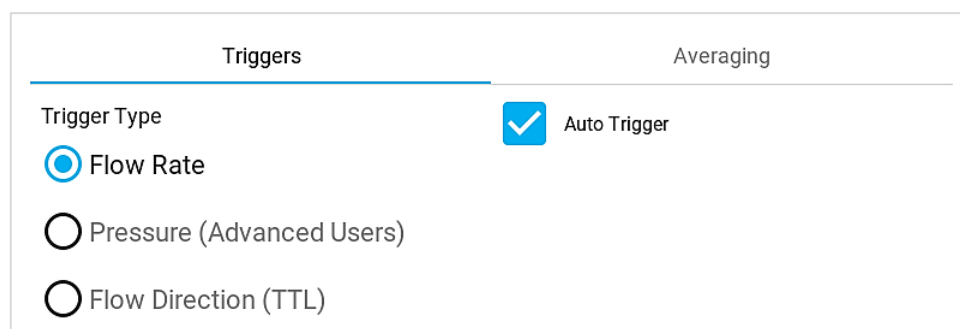 Triggers
Averaging
Trigger Type
Auto Trigger
Flow Rate
Pressure (Advanced Users)
Flow Direction (TTL)